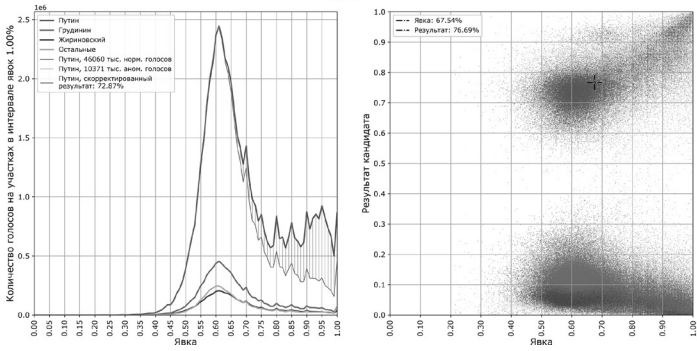 1e6
Путин
Грудинин
Жириновский
Остальные
Путин, 46060 тыс. норм. голосов
Путин, 10371 тыс. аном. голосов
Путин, скорректированный
результат: 72.87%
Количество голосов на участках в интервале явок 1.00%
2.5
2.0
1.5
1.0
0.5
0.0
0.00 0.05 0.10 0.15 0.20 0.25 0.30 0.35 0.40 0.45 0.50 0.55 0.60 0.65 0.70 0.75 0.80 0.85 0.90 0.95 1.00
Явка
Явка: 67.54%
Результат: 76.69%
Результат кандидата
1.0
0.9
0.8
0.7
0.6
0.5
0.4
0.3
0.2
0.1
0.0
0.00 0.10 0.20 0.30 0.40 0.50 0.60 0.70 0.80 0.90 1.00
Явка